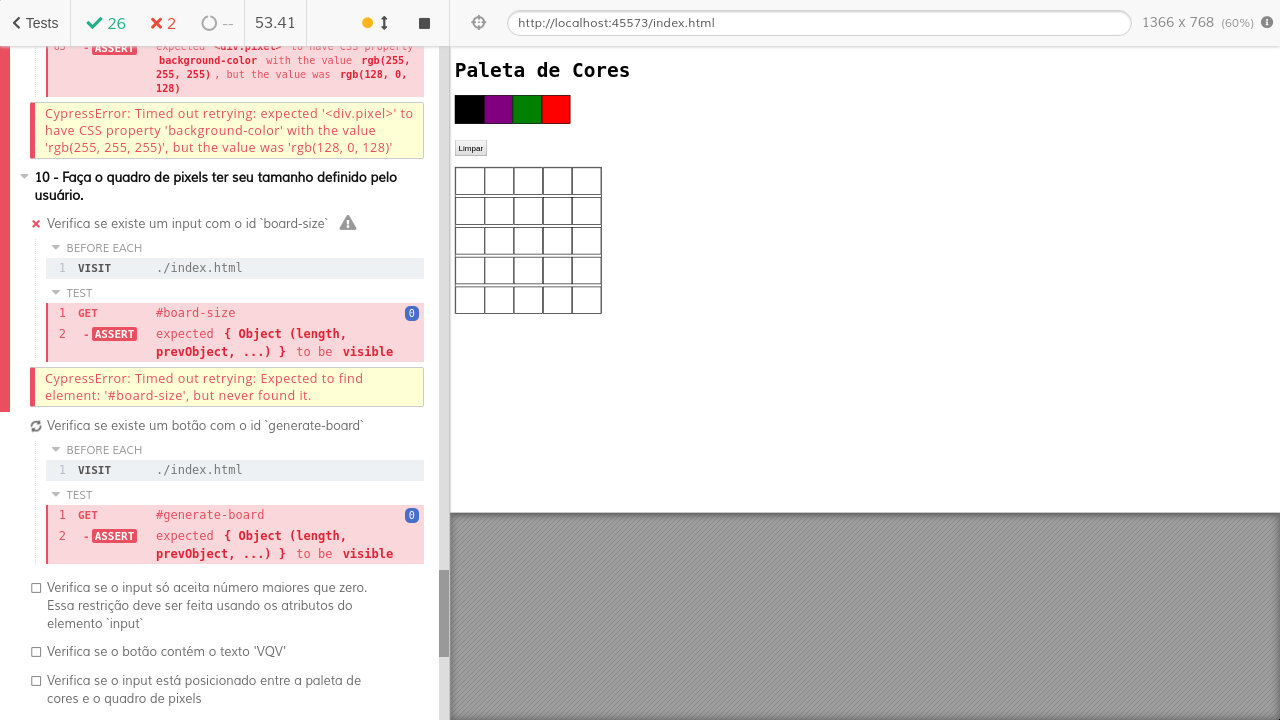 Tests
26
2
--
53.41
http://localhost:45573/index.html
1366 x 768 (60%)
- ASSERT expected <div.pixel> to have CSS property
background-color with the value rgb(255,
255, 255), but the value was rgb(128, 0,
128)
CypressError: Timed out retrying: expected '<div.pixel>' to
have CSS property 'background-color' with the value
'rgb(255, 255, 255)', but the value was 'rgb(128, 0, 128)'
10 - Faça o quadro de pixels ter seu tamanho definido pelo
usuário.
Verifica se existe um input com o id `board-size`
BEFORE EACH
1 VISIT ./index.html
TEST
1 GET #board-size 0
2 - ASSERT expected { Object (length,
prevObject, ...) } to be visible
CypressError: Timed out retrying: Expected to find
element: '#board-size', but never found it.
Verifica se existe um botão com o id `generate-board`
BEFORE EACH
1 VISIT ./index.html
TEST
1 GET #generate-board 0
2 - ASSERT expected { Object (length,
prevObject, ...) } to be visible
Verifica se o input só aceita número maiores que zero.
Essa restrição deve ser feita usando os atributos do
elemento `input`
Verifica se o botão contém o texto 'VQV'
Verifica se o input está posicionado entre a paleta de
cores e o quadro de pixels
Paleta de Cores
Limpar